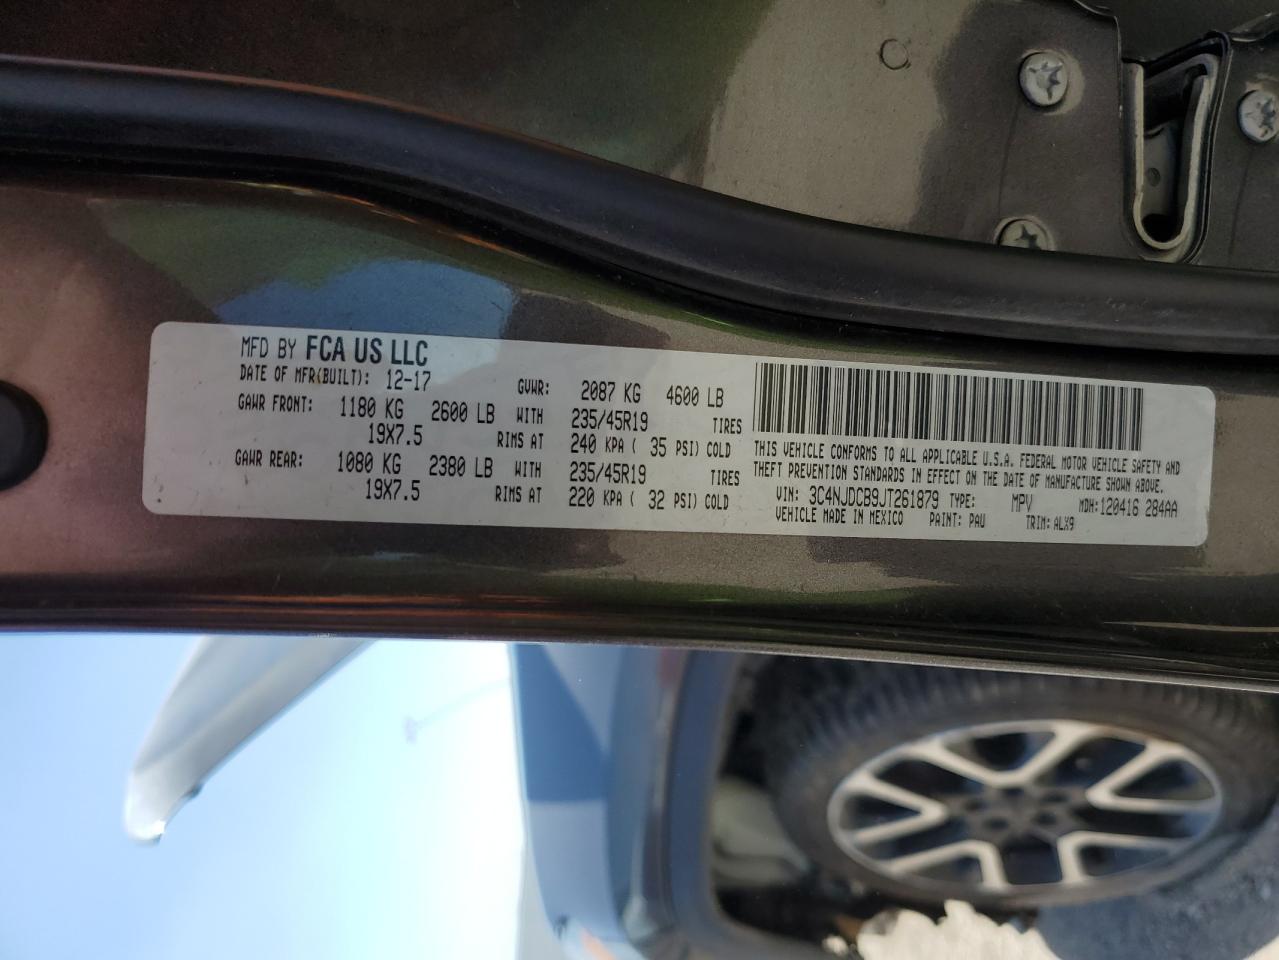 MFD BY FCA US LLC
DATE OF MFR(BUILT): 12-17 GVWR: 2087 KG 4600 LB
GAWR FRONT: 1180 KG 2600 LB WITH 235/45R19 TIRES
19X7.5 RIMS AT 240 KPA ( 35 PSI) COLD
GAWR REAR: 1080 KG 2380 LB WITH 235/45R19 TIRES
19X7.5 RIMS AT 220 KPA ( 32 PSI) COLD
THIS VEHICLE CONFORMS TO ALL APPLICABLE U.S.A. FEDERAL MOTOR VEHICLE SAFETY AND
THEFT PREVENTION STANDARDS IN EFFECT ON THE DATE OF MANUFACTURE SHOWN ABOVE.
VIN: 3C4NJDCB9JT261879 TYPE: MPV MDH:120416 284AA
VEHICLE MADE IN MEXICO PAINT: PAU TRIM: ALX9